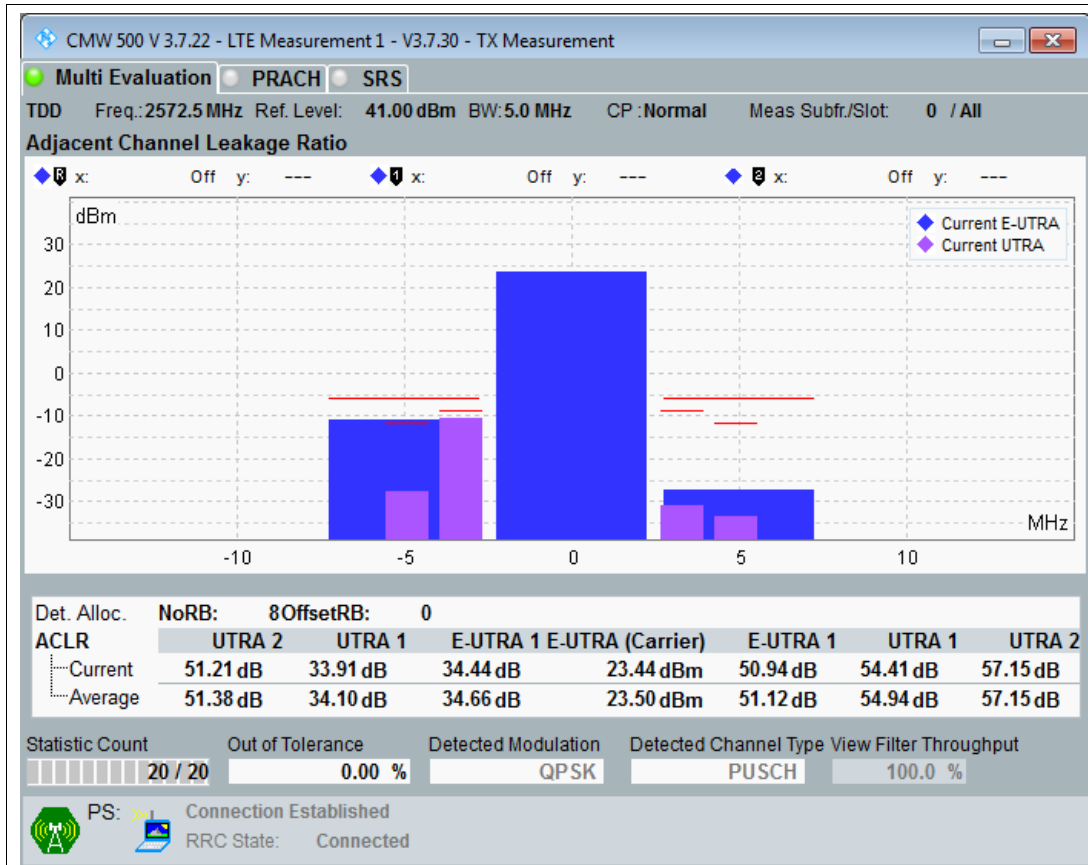 CMW 500 V 3.7.22 - LTE Measurement 1 - V3.7.30 - TX Measurement
Multi Evaluation PRACH SRS
TDD Freq.: 2572.5 MHz Ref. Level: 41.00 dBm BW: 5.0 MHz CP : Normal Meas Subfr./Slot: 0 / All
Adjacent Channel Leakage Ratio
R x: Off y: --- 1 x: Off y: --- 2 x: Off y: ---
dBm
Current E-UTRA
Current UTRA
30
20
10
0
-10
-20
-30
MHz
-10 -5 0 5 10
Det. Alloc. NoRB: 8 OffsetRB: 0
ACLR UTRA 2 UTRA 1 E-UTRA 1 E-UTRA (Carrier) E-UTRA 1 UTRA 1 UTRA 2
Current 51.21 dB 33.91 dB 34.44 dB 23.44 dBm 50.94 dB 54.41 dB 57.15 dB
Average 51.38 dB 34.10 dB 34.66 dB 23.50 dBm 51.12 dB 54.94 dB 57.15 dB
Statistic Count Out of Tolerance Detected Modulation Detected Channel Type View Filter Throughput
20 / 20 0.00 % QPSK PUSCH 100.0 %
PS: Connection Established
RRC State: Connected